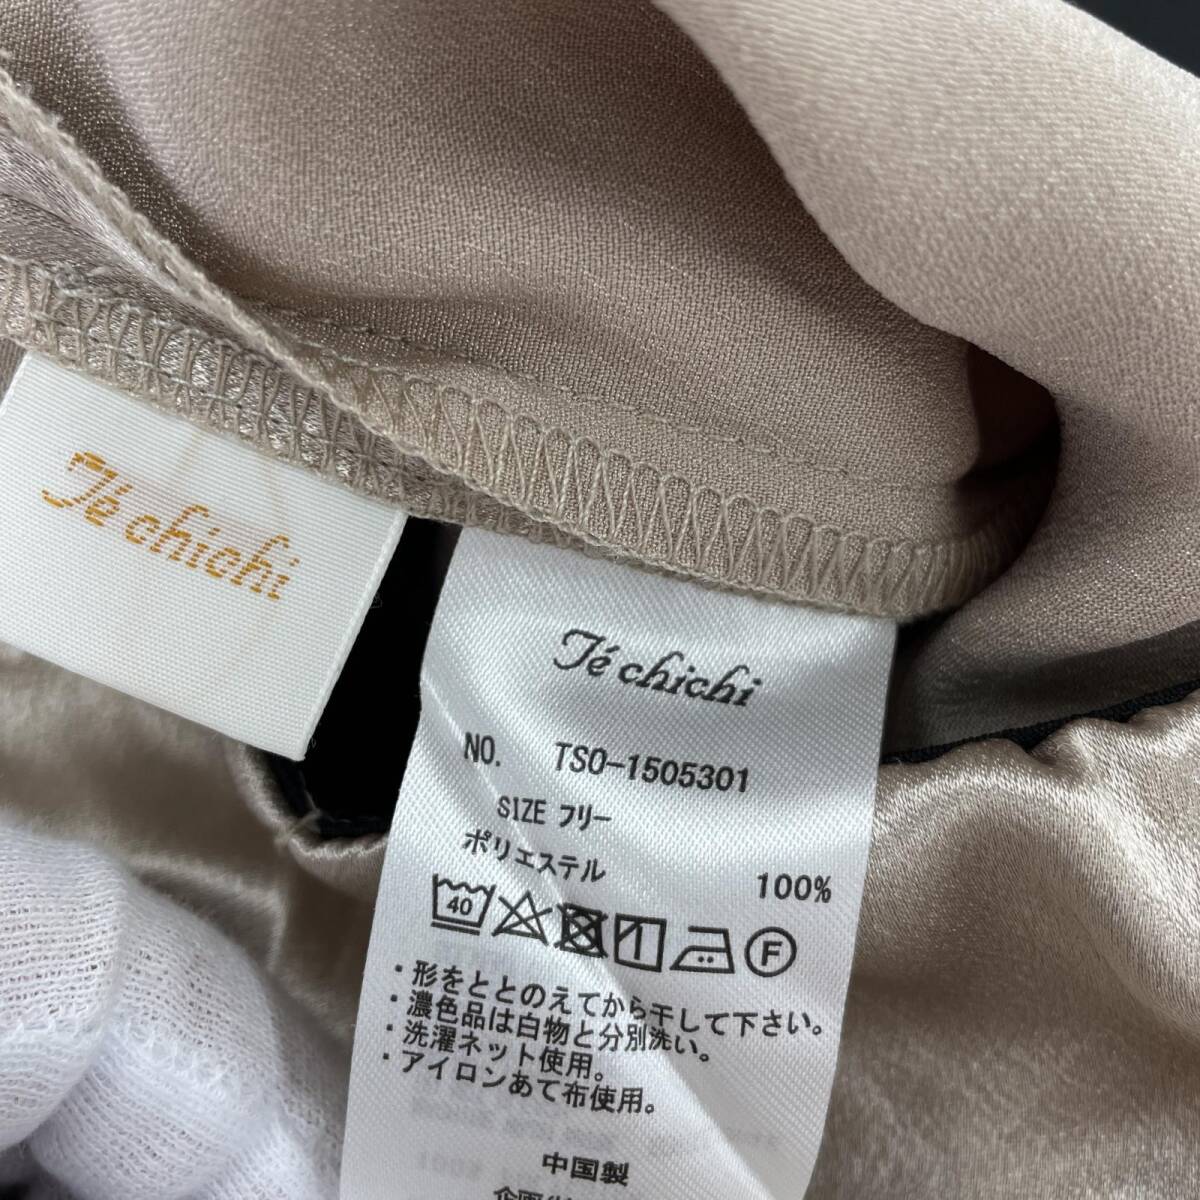 Té chichi
Té chichi
NO. TS0-1505301
SIZE フリー
ポリエステル 100%
40 F
・形をととのえてから干して下さい。
・濃色品は白物と分別洗い。
・洗濯ネット使用。
・アイロンあて布使用。
中国製